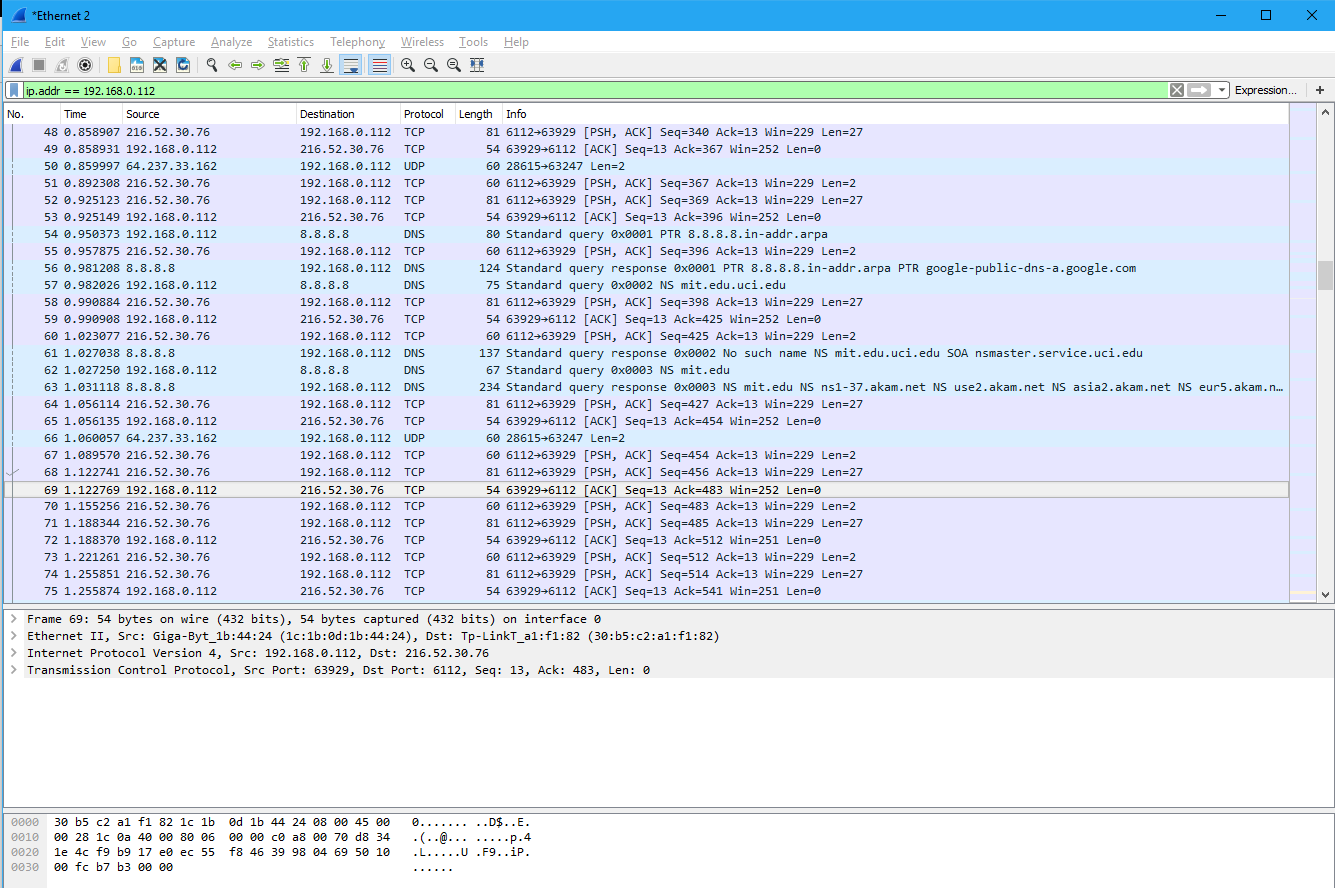 *Ethernet 2
File Edit View Go Capture Analyze Statistics Telephony Wireless Tools Help
ip.addr == 192.168.0.112 Expression... +
No. Time Source Destination Protocol Length Info
48 0.858907 216.52.30.76 192.168.0.112 TCP 81 6112→63929 [PSH, ACK] Seq=340 Ack=13 Win=229 Len=27
49 0.858931 192.168.0.112 216.52.30.76 TCP 54 63929→6112 [ACK] Seq=13 Ack=367 Win=252 Len=0
50 0.859997 64.237.33.162 192.168.0.112 UDP 60 28615→63247 Len=2
51 0.892308 216.52.30.76 192.168.0.112 TCP 60 6112→63929 [PSH, ACK] Seq=367 Ack=13 Win=229 Len=2
52 0.925123 216.52.30.76 192.168.0.112 TCP 81 6112→63929 [PSH, ACK] Seq=369 Ack=13 Win=229 Len=27
53 0.925149 192.168.0.112 216.52.30.76 TCP 54 63929→6112 [ACK] Seq=13 Ack=396 Win=252 Len=0
54 0.950373 192.168.0.112 8.8.8.8 DNS 80 Standard query 0x0001 PTR 8.8.8.8.in-addr.arpa
55 0.957875 216.52.30.76 192.168.0.112 TCP 60 6112→63929 [PSH, ACK] Seq=396 Ack=13 Win=229 Len=2
56 0.981208 8.8.8.8 192.168.0.112 DNS 124 Standard query response 0x0001 PTR 8.8.8.8.in-addr.arpa PTR google-public-dns-a.google.com
57 0.982026 192.168.0.112 8.8.8.8 DNS 75 Standard query 0x0002 NS mit.edu.uci.edu
58 0.990884 216.52.30.76 192.168.0.112 TCP 81 6112→63929 [PSH, ACK] Seq=398 Ack=13 Win=229 Len=27
59 0.990908 192.168.0.112 216.52.30.76 TCP 54 63929→6112 [ACK] Seq=13 Ack=425 Win=252 Len=0
60 1.023077 216.52.30.76 192.168.0.112 TCP 60 6112→63929 [PSH, ACK] Seq=425 Ack=13 Win=229 Len=2
61 1.027038 8.8.8.8 192.168.0.112 DNS 137 Standard query response 0x0002 No such name NS mit.edu.uci.edu SOA nsmaster.service.uci.edu
62 1.027250 192.168.0.112 8.8.8.8 DNS 67 Standard query 0x0003 NS mit.edu
63 1.031118 8.8.8.8 192.168.0.112 DNS 234 Standard query response 0x0003 NS mit.edu NS ns1-37.akam.net NS use2.akam.net NS asia2.akam.net NS eur5.akam.n...
64 1.056114 216.52.30.76 192.168.0.112 TCP 81 6112→63929 [PSH, ACK] Seq=427 Ack=13 Win=229 Len=27
65 1.056135 192.168.0.112 216.52.30.76 TCP 54 63929→6112 [ACK] Seq=13 Ack=454 Win=252 Len=0
66 1.060057 64.237.33.162 192.168.0.112 UDP 60 28615→63247 Len=2
67 1.089570 216.52.30.76 192.168.0.112 TCP 60 6112→63929 [PSH, ACK] Seq=454 Ack=13 Win=229 Len=2
68 1.122741 216.52.30.76 192.168.0.112 TCP 81 6112→63929 [PSH, ACK] Seq=456 Ack=13 Win=229 Len=27
69 1.122769 192.168.0.112 216.52.30.76 TCP 54 63929→6112 [ACK] Seq=13 Ack=483 Win=252 Len=0
70 1.155256 216.52.30.76 192.168.0.112 TCP 60 6112→63929 [PSH, ACK] Seq=483 Ack=13 Win=229 Len=2
71 1.188344 216.52.30.76 192.168.0.112 TCP 81 6112→63929 [PSH, ACK] Seq=485 Ack=13 Win=229 Len=27
72 1.188370 192.168.0.112 216.52.30.76 TCP 54 63929→6112 [ACK] Seq=13 Ack=512 Win=251 Len=0
73 1.221261 216.52.30.76 192.168.0.112 TCP 60 6112→63929 [PSH, ACK] Seq=512 Ack=13 Win=229 Len=2
74 1.255851 216.52.30.76 192.168.0.112 TCP 81 6112→63929 [PSH, ACK] Seq=514 Ack=13 Win=229 Len=27
75 1.255874 192.168.0.112 216.52.30.76 TCP 54 63929→6112 [ACK] Seq=13 Ack=541 Win=251 Len=0
Frame 69: 54 bytes on wire (432 bits), 54 bytes captured (432 bits) on interface 0
Ethernet II, Src: Giga-Byt_1b:44:24 (1c:1b:0d:1b:44:24), Dst: Tp-LinkT_a1:f1:82 (30:b5:c2:a1:f1:82)
Internet Protocol Version 4, Src: 192.168.0.112, Dst: 216.52.30.76
Transmission Control Protocol, Src Port: 63929, Dst Port: 6112, Seq: 13, Ack: 483, Len: 0
0000 30 b5 c2 a1 f1 82 1c 1b 0d 1b 44 24 08 00 45 00 0....... ..D$..E.
0010 00 28 1c 0a 40 00 80 06 00 00 c0 a8 00 70 d8 34 .(..@... .....p.4
0020 1e 4c f9 b9 17 e0 ec 55 f8 46 39 98 04 69 50 10 .L.....U .F9..iP.
0030 00 fc b7 b3 00 00 ......